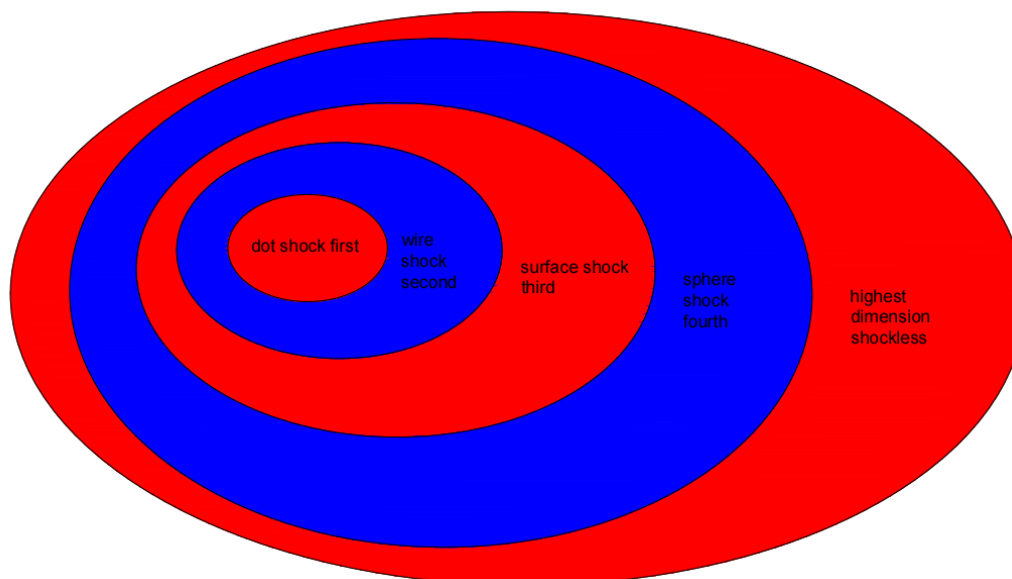 dot shock first
wire
shock
second
surface shock
third
sphere
shock
fourth
highest
dimension
shockless